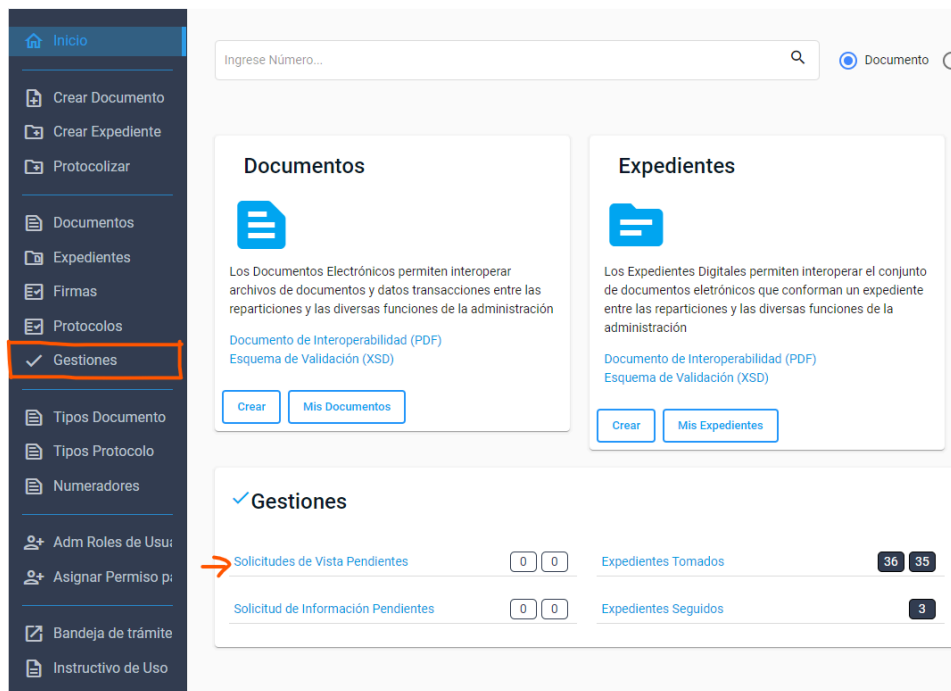 Inicio
Crear Documento
Crear Expediente
Protocolizar
Documentos
Expedientes
Firmas
Protocolos
Gestiones
Tipos Documento
Tipos Protocolo
Numeradores
Adm Roles de Usua
Asignar Permiso pa
Bandeja de trámite
Instructivo de Uso
Ingrese Número...
Documento
Documentos
Los Documentos Electrónicos permiten interoperar
archivos de documentos y datos transacciones entre las
reparticiones y las diversas funciones de la administración
Documento de Interoperabilidad (PDF)
Esquema de Validación (XSD)
Crear Mis Documentos
Expedientes
Los Expedientes Digitales permiten interoperar el conjunto
de documentos eletrónicos que conforman un expediente
entre las reparticiones y las diversas funciones de la
administración
Documento de Interoperabilidad (PDF)
Esquema de Validación (XSD)
Crear Mis Expedientes
Gestiones
Solicitudes de Vista Pendientes 0 0
Expedientes Tomados 36 35
Solicitud de Información Pendientes 0 0
Expedientes Seguidos 3